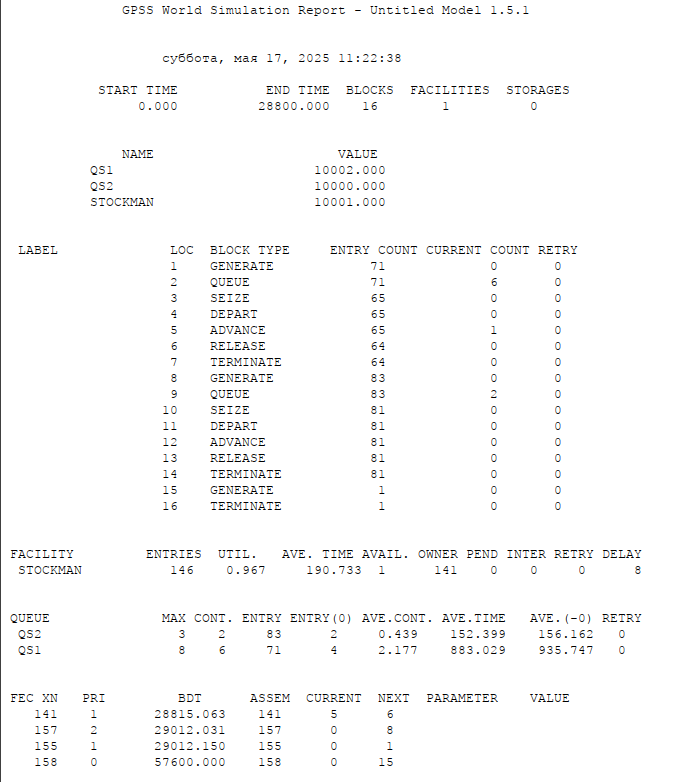 GPSS World Simulation Report - Untitled Model 1.5.1
суббота, мая 17, 2025 11:22:38
START TIME END TIME BLOCKS FACILITIES STORAGES
0.000 28800.000 16 1 0
NAME VALUE
QS1 10002.000
QS2 10000.000
STOCKMAN 10001.000
LABEL LOC BLOCK TYPE ENTRY COUNT CURRENT COUNT RETRY
1 GENERATE 71 0 0
2 QUEUE 71 6 0
3 SEIZE 65 0 0
4 DEPART 65 0 0
5 ADVANCE 65 1 0
6 RELEASE 64 0 0
7 TERMINATE 64 0 0
8 GENERATE 83 0 0
9 QUEUE 83 2 0
10 SEIZE 81 0 0
11 DEPART 81 0 0
12 ADVANCE 81 0 0
13 RELEASE 81 0 0
14 TERMINATE 81 0 0
15 GENERATE 1 0 0
16 TERMINATE 1 0 0
FACILITY ENTRIES UTIL. AVE. TIME AVAIL. OWNER PEND INTER RETRY DELAY
STOCKMAN 146 0.967 190.733 1 141 0 0 0 8
QUEUE MAX CONT. ENTRY ENTRY(0) AVE.CONT. AVE.TIME AVE.(-0) RETRY
QS2 3 2 83 2 0.439 152.399 156.162 0
QS1 8 6 71 4 2.177 883.029 935.747 0
FEC XN PRI BDT ASSEM CURRENT NEXT PARAMETER VALUE
141 1 28815.063 141 5 6
157 2 29012.031 157 0 8
155 1 29012.150 155 0 1
158 0 57600.000 158 0 15